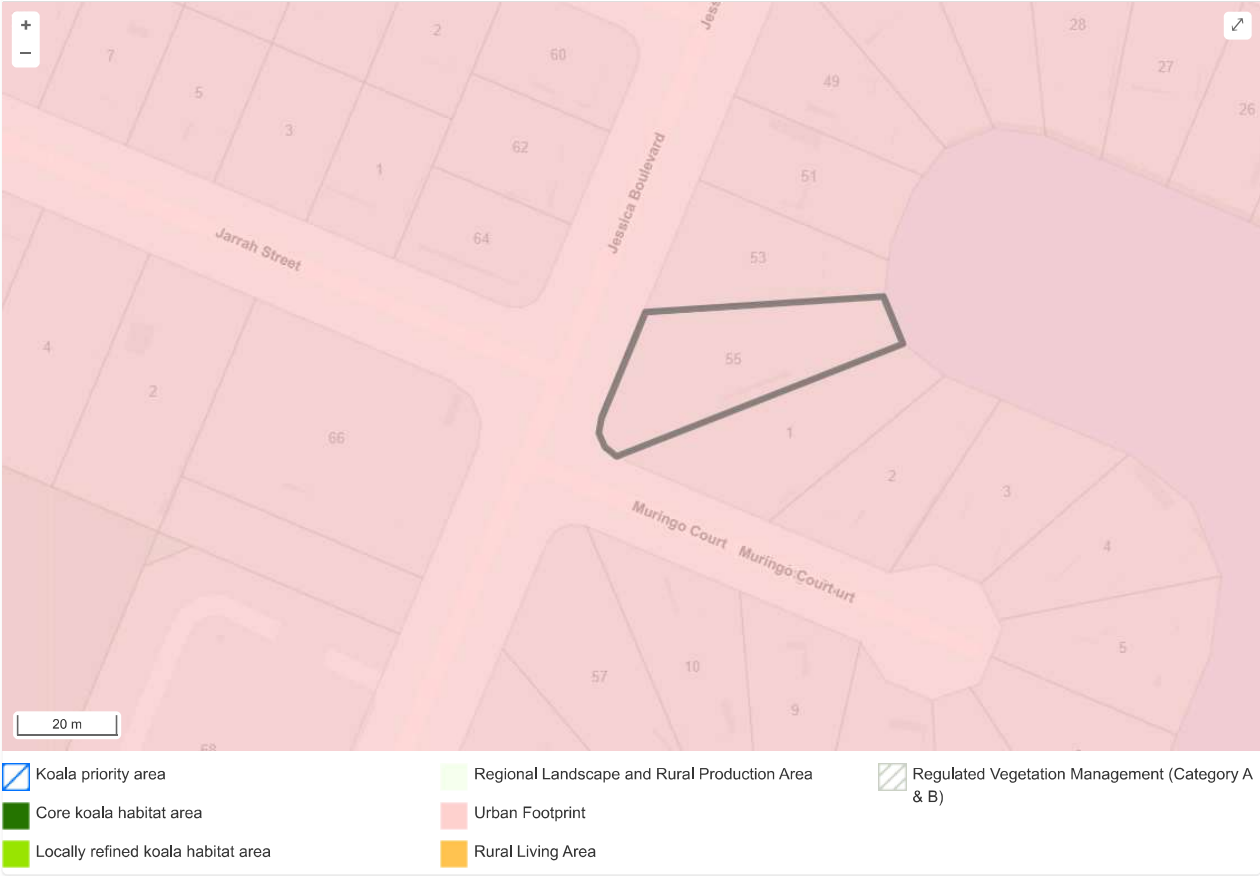 +
−
Jess
2
60
28
7
49
27
5
26
3
62
51
1
64
Jessica Boulevard
53
Jarrah Street
4
55
2
66
1
2
3
Muringo Court
Muringo Court
urt
4
5
57
10
9
20 m
68
Koala priority area
Core koala habitat area
Locally refined koala habitat area
Regional Landscape and Rural Production Area
Urban Footprint
Rural Living Area
Regulated Vegetation Management (Category A
& B)